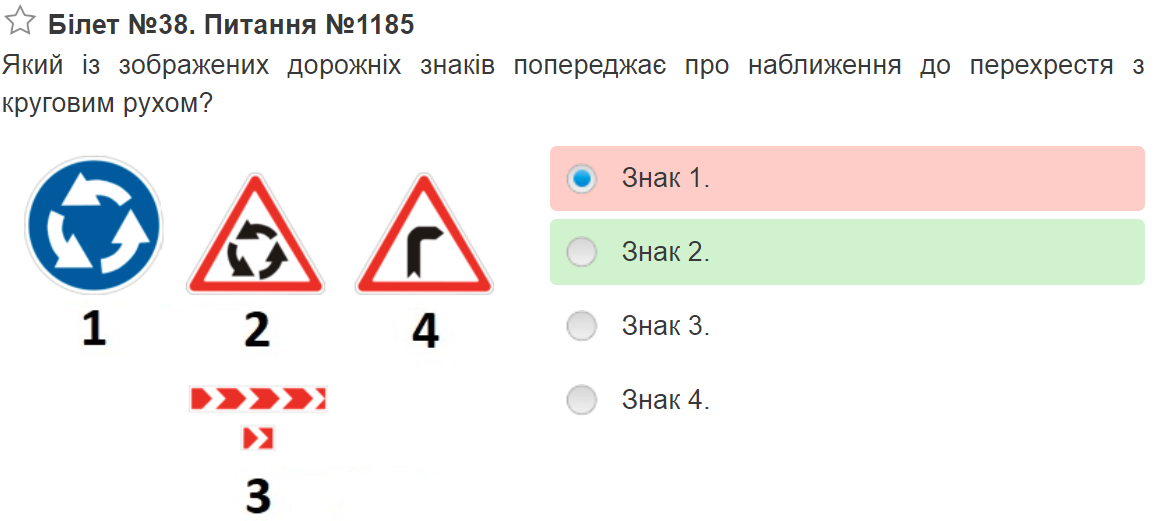 Білет №38. Питання №1185
Який із зображених дорожніх знаків попереджає про наближення до перехрестя з
круговим рухом?
1
2
4
3
Знак 1.
Знак 2.
Знак 3.
Знак 4.